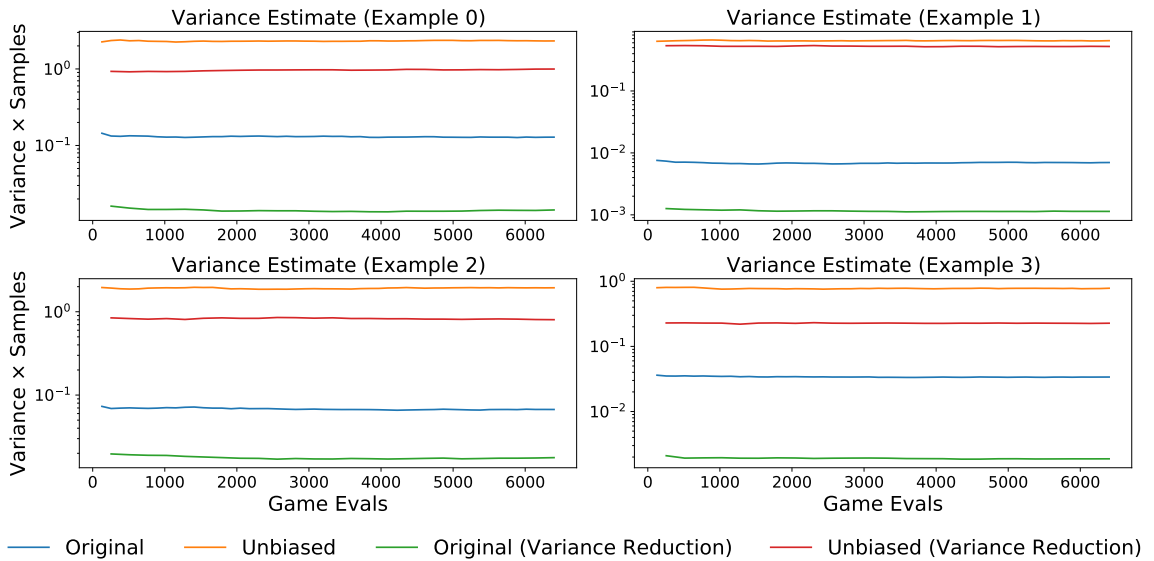 Variance Estimate (Example 0)
Variance Estimate (Example 1)
Variance × Samples
10⁰
10⁻¹
0 1000 2000 3000 4000 5000 6000
10⁻¹
10⁻²
10⁻³
0 1000 2000 3000 4000 5000 6000
Variance Estimate (Example 2)
Variance Estimate (Example 3)
Variance × Samples
10⁰
10⁻¹
0 1000 2000 3000 4000 5000 6000
Game Evals
10⁰
10⁻¹
10⁻²
0 1000 2000 3000 4000 5000 6000
Game Evals
Original Unbiased Original (Variance Reduction) Unbiased (Variance Reduction)